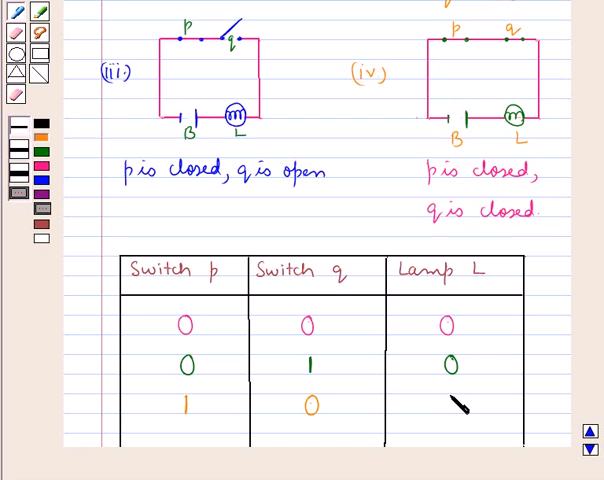 p q
(iii)
B L
p is closed, q is open
p q
(iv)
B L
p is closed,
q is closed.
Switch p Switch q Lamp L
0 0 0
0 1 0
1 0